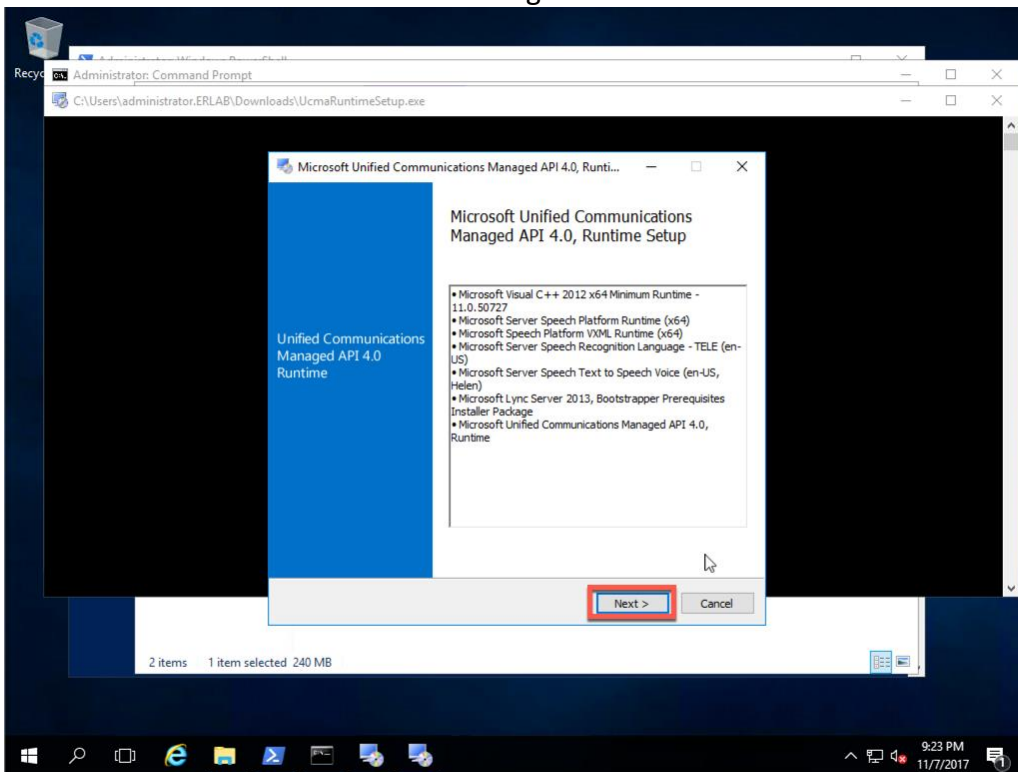 Recyc
Administrator: Windows PowerShell
Administrator: Command Prompt
C:\Users\administrator.ERLAB\Downloads\UcmaRuntimeSetup.exe
Microsoft Unified Communications Managed API 4.0, Runti...
Microsoft Unified Communications
Managed API 4.0, Runtime Setup
Unified Communications
Managed API 4.0
Runtime
• Microsoft Visual C++ 2012 x64 Minimum Runtime -
11.0.50727
• Microsoft Server Speech Platform Runtime (x64)
• Microsoft Speech Platform VXML Runtime (x64)
• Microsoft Server Speech Recognition Language - TELE (en-
US)
• Microsoft Server Speech Text to Speech Voice (en-US,
Helen)
• Microsoft Lync Server 2013, Bootstrapper Prerequisites
Installer Package
• Microsoft Unified Communications Managed API 4.0,
Runtime
Next >
Cancel
2 items 1 item selected 240 MB
9:23 PM
11/7/2017
1